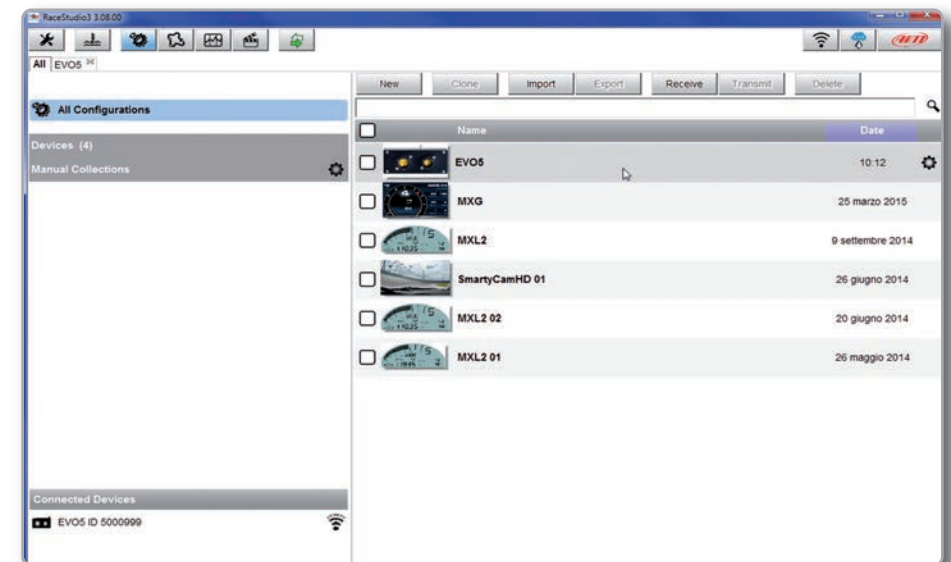 RaceStudio3 3.08.00
AiM
All EVO5
New Clone Import Export Receive Transmit Delete
All Configurations
Name Date
Devices (4)
Manual Collections
EVO5 10:12
MXG 25 marzo 2015
MXL2 9 settembre 2014
SmartyCamHD 01 26 giugno 2014
MXL2 02 20 giugno 2014
MXL2 01 26 maggio 2014
Connected Devices
EVO5 ID 5000999